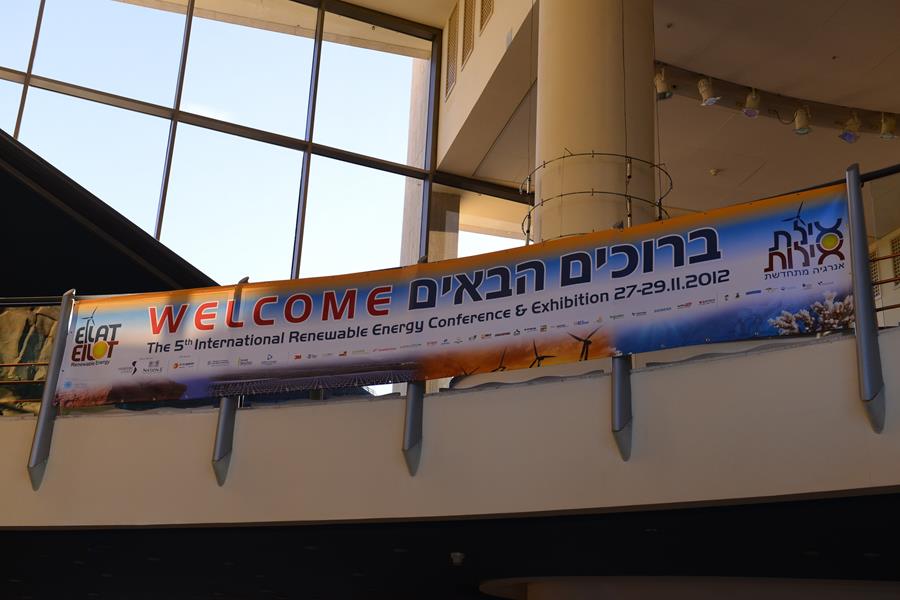 WELCOME ברוכים הבאים
The 5th International Renewable Energy Conference & Exhibition 27-29.11.2012
EILAT
EILOT
Renewable Energy
אילת
אילות
אנרגיה מתחדשת